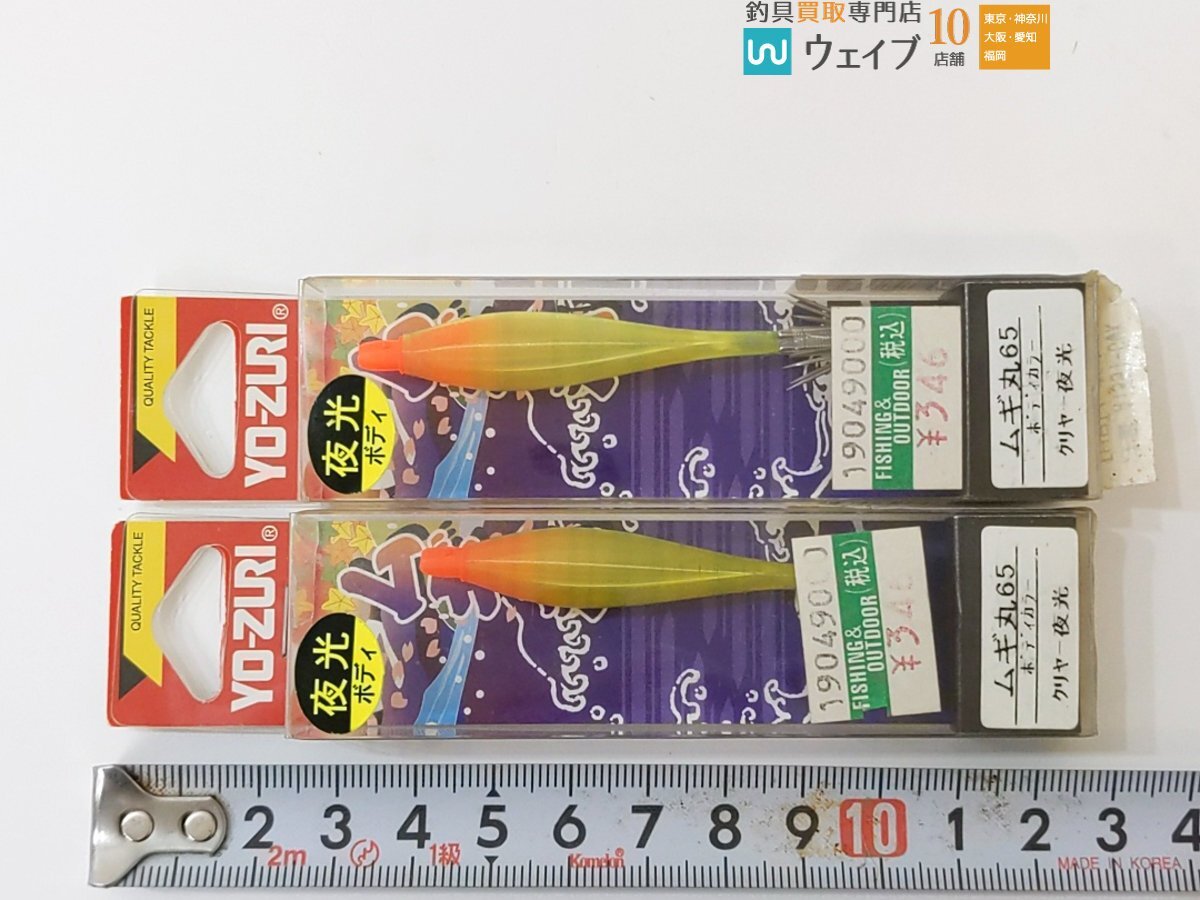 釣具買取専門店
ウェイブ
10
店舗
東京・神奈川
大阪・愛知
福岡
QUALITY TACKLE
YO-ZURI®
夜光
ボディ
19049000
FISHING&
OUTDOOR(税込)
¥346
ムギ丸65
ボディカラー
クリヤー夜光
QUALITY TACKLE
YO-ZURI®
夜光
ボディ
190490
FISHING&
OUTDOOR(税込)
¥34
ムギ丸65
ボディカラー
クリヤー夜光
2 3 4 5 6 7 8 9 10 1 2 3 4
2m 1級 Komelon® MADE IN KOREA